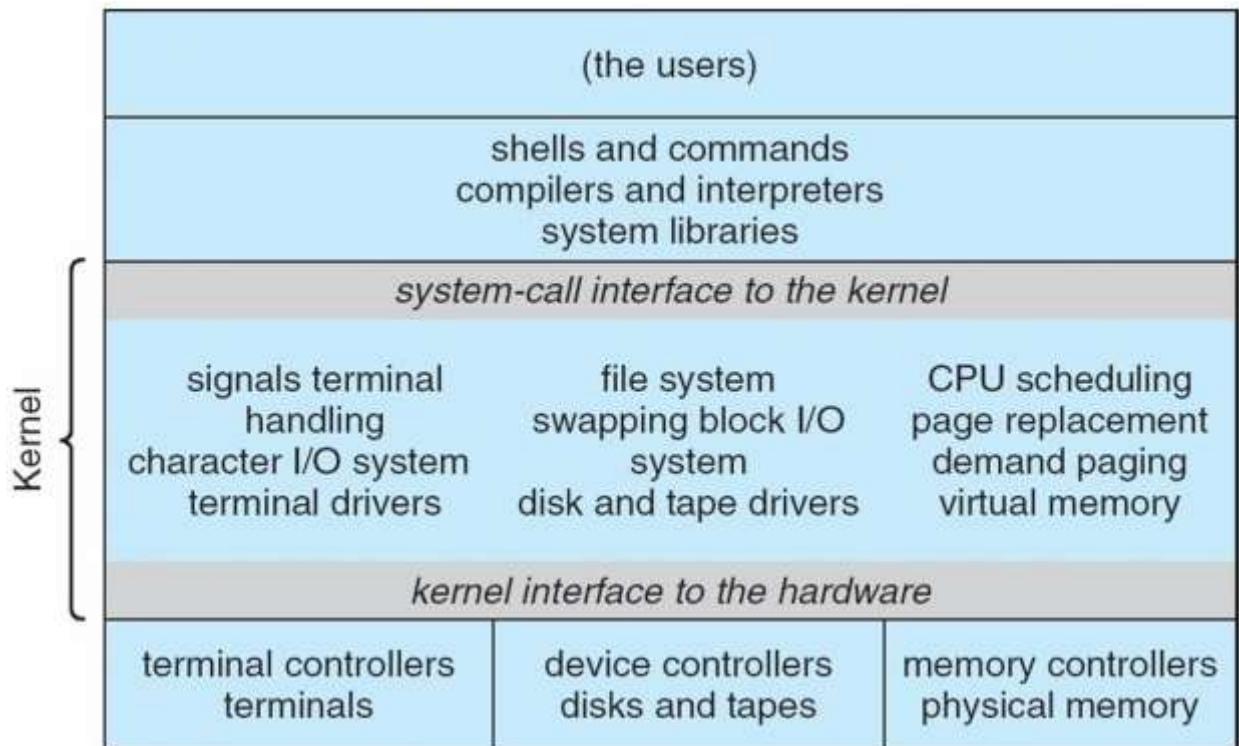 (the users)
shells and commands
compilers and interpreters
system libraries
Kernel
system-call interface to the kernel
signals terminal
handling
character I/O system
terminal drivers
file system
swapping block I/O
system
disk and tape drivers
CPU scheduling
page replacement
demand paging
virtual memory
kernel interface to the hardware
terminal controllers
terminals
device controllers
disks and tapes
memory controllers
physical memory